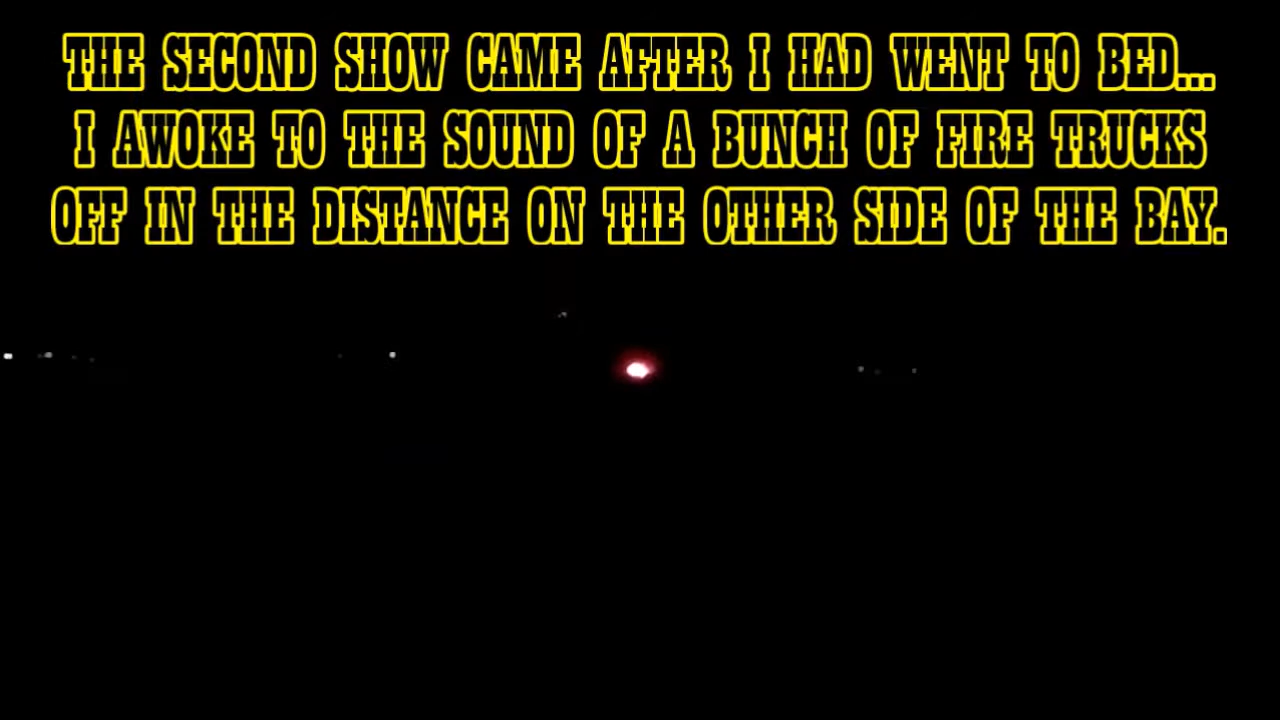 THE SECOND SHOW CAME AFTER I HAD WENT TO BED...
I AWOKE TO THE SOUND OF A BUNCH OF FIRE TRUCKS
OFF IN THE DISTANCE ON THE OTHER SIDE OF THE BAY.